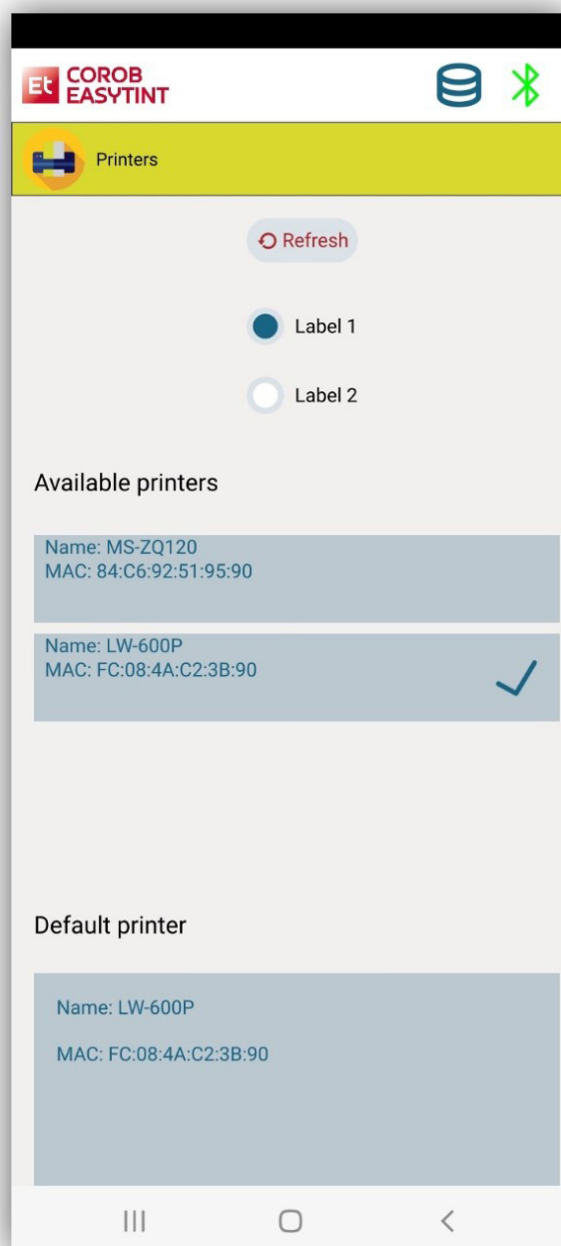 Et COROB
EASYTINT
Printers
Refresh
Label 1
Label 2
Available printers
Name: MS-ZQ120
MAC: 84:C6:92:51:95:90
Name: LW-600P
MAC: FC:08:4A:C2:3B:90
Default printer
Name: LW-600P
MAC: FC:08:4A:C2:3B:90